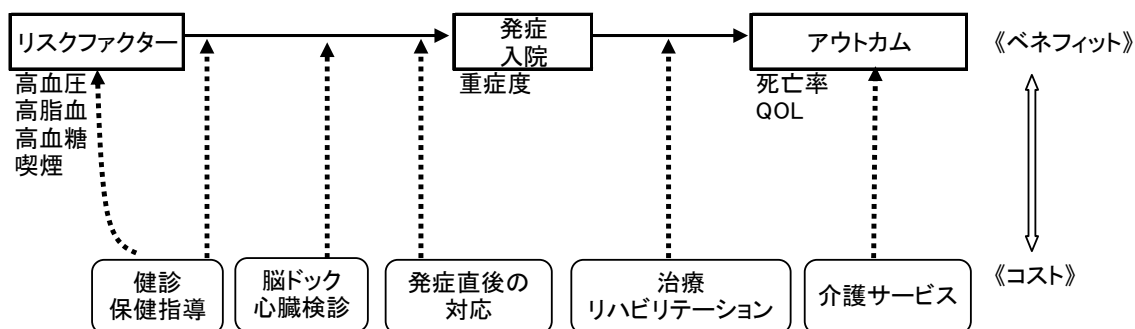 リスクファクター
発症
入院
アウトカム
《ベネフィット》
高血圧
高脂血
高血糖
喫煙
重症度
死亡率
QOL
健診
保健指導
脳ドック
心臓検診
発症直後の
対応
治療
リハビリテーション
介護サービス
《コスト》